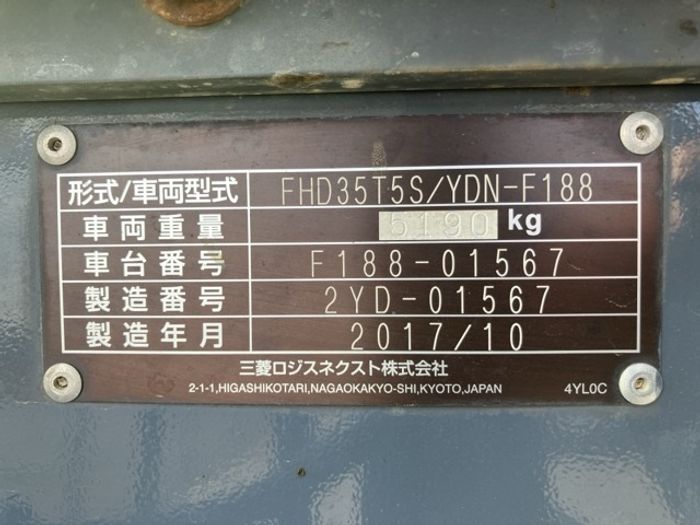 形式/車両型式 FHD35T5S/YDN-F188
車両重量 5190 kg
車台番号 F188-01567
製造番号 2YD-01567
製造年月 2017/10
三菱ロジスネクスト株式会社
2-1-1,HIGASHIKOTARI,NAGAOKAKYO-SHI,KYOTO,JAPAN 4YL0C